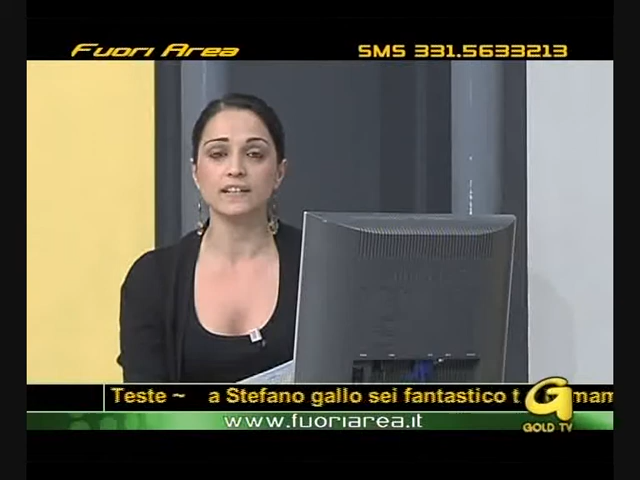 Fuori Area
SMS 331.5633213
Teste ~ a Stefano gallo sei fantastico t
GOLD TV
www.fuoriarea.it